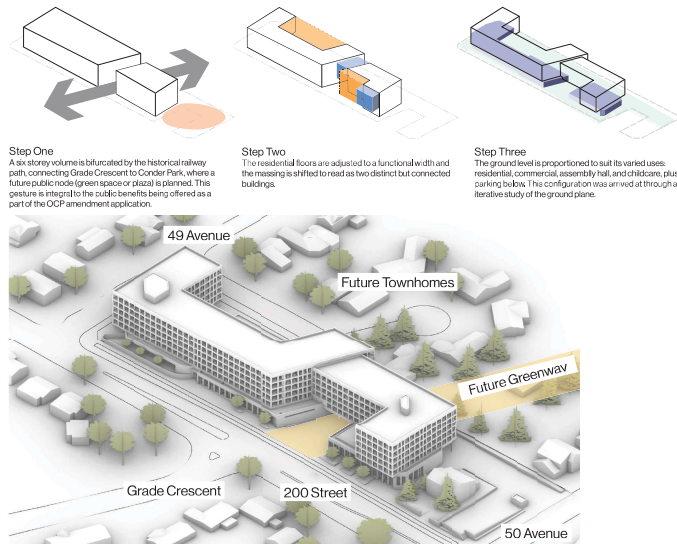 Step One
A six storey volume is bifurcated by the historical railway
path, connecting Grade Crescent to Conder Park, where a
future public node (green space or plaza) is planned. This
gesture is integral to the public benefits being offered as a
part of the OCP amendment application.
Step Two
The residential floors are adjusted to a functional width and
the massing is shifted to read as two distinct but connected
buildings.
Step Three
The ground level is proportioned to suit its varied uses:
residential, commercial, assembly hall, and childcare, plus
parking below. This configuration was arrived at through a
iterative study of the ground plane.
49 Avenue
Future Townhomes
Future Greenway
Grade Crescent
200 Street
50 Avenue